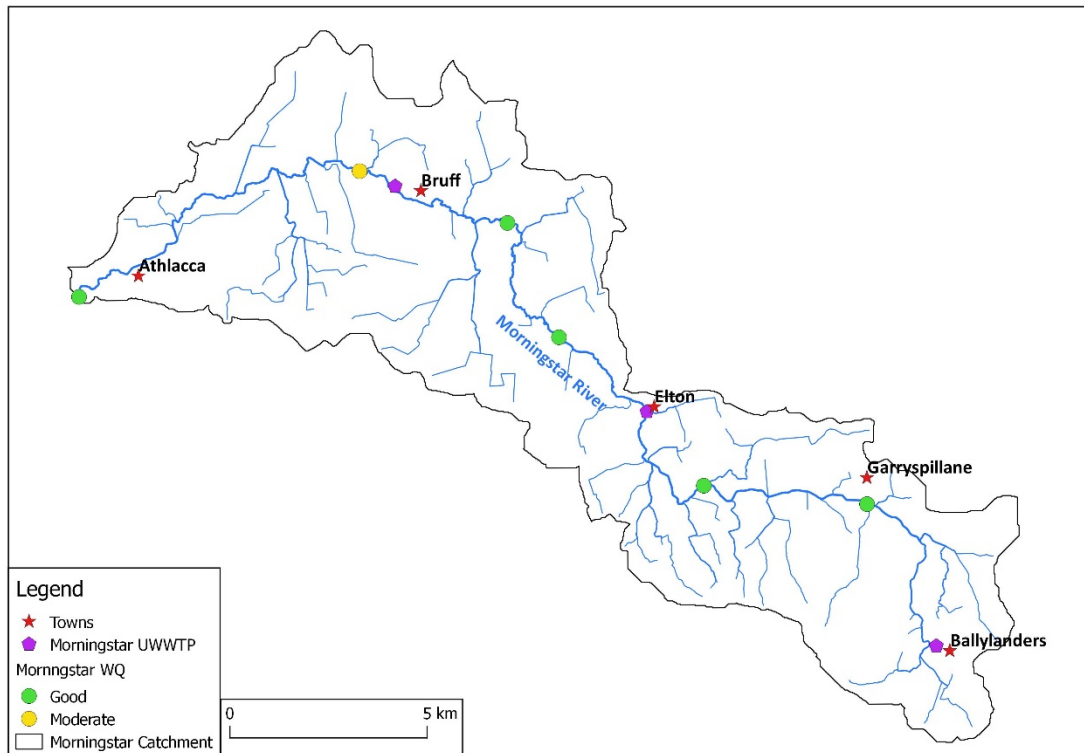 Bruff
Athlacca
Morningstar River
Elton
Garryspillane
Ballylanders
Legend
Towns
Morningstar UWWTP
Mornngstar WQ
Good
Moderate
Morningstar Catchment
0 5 km